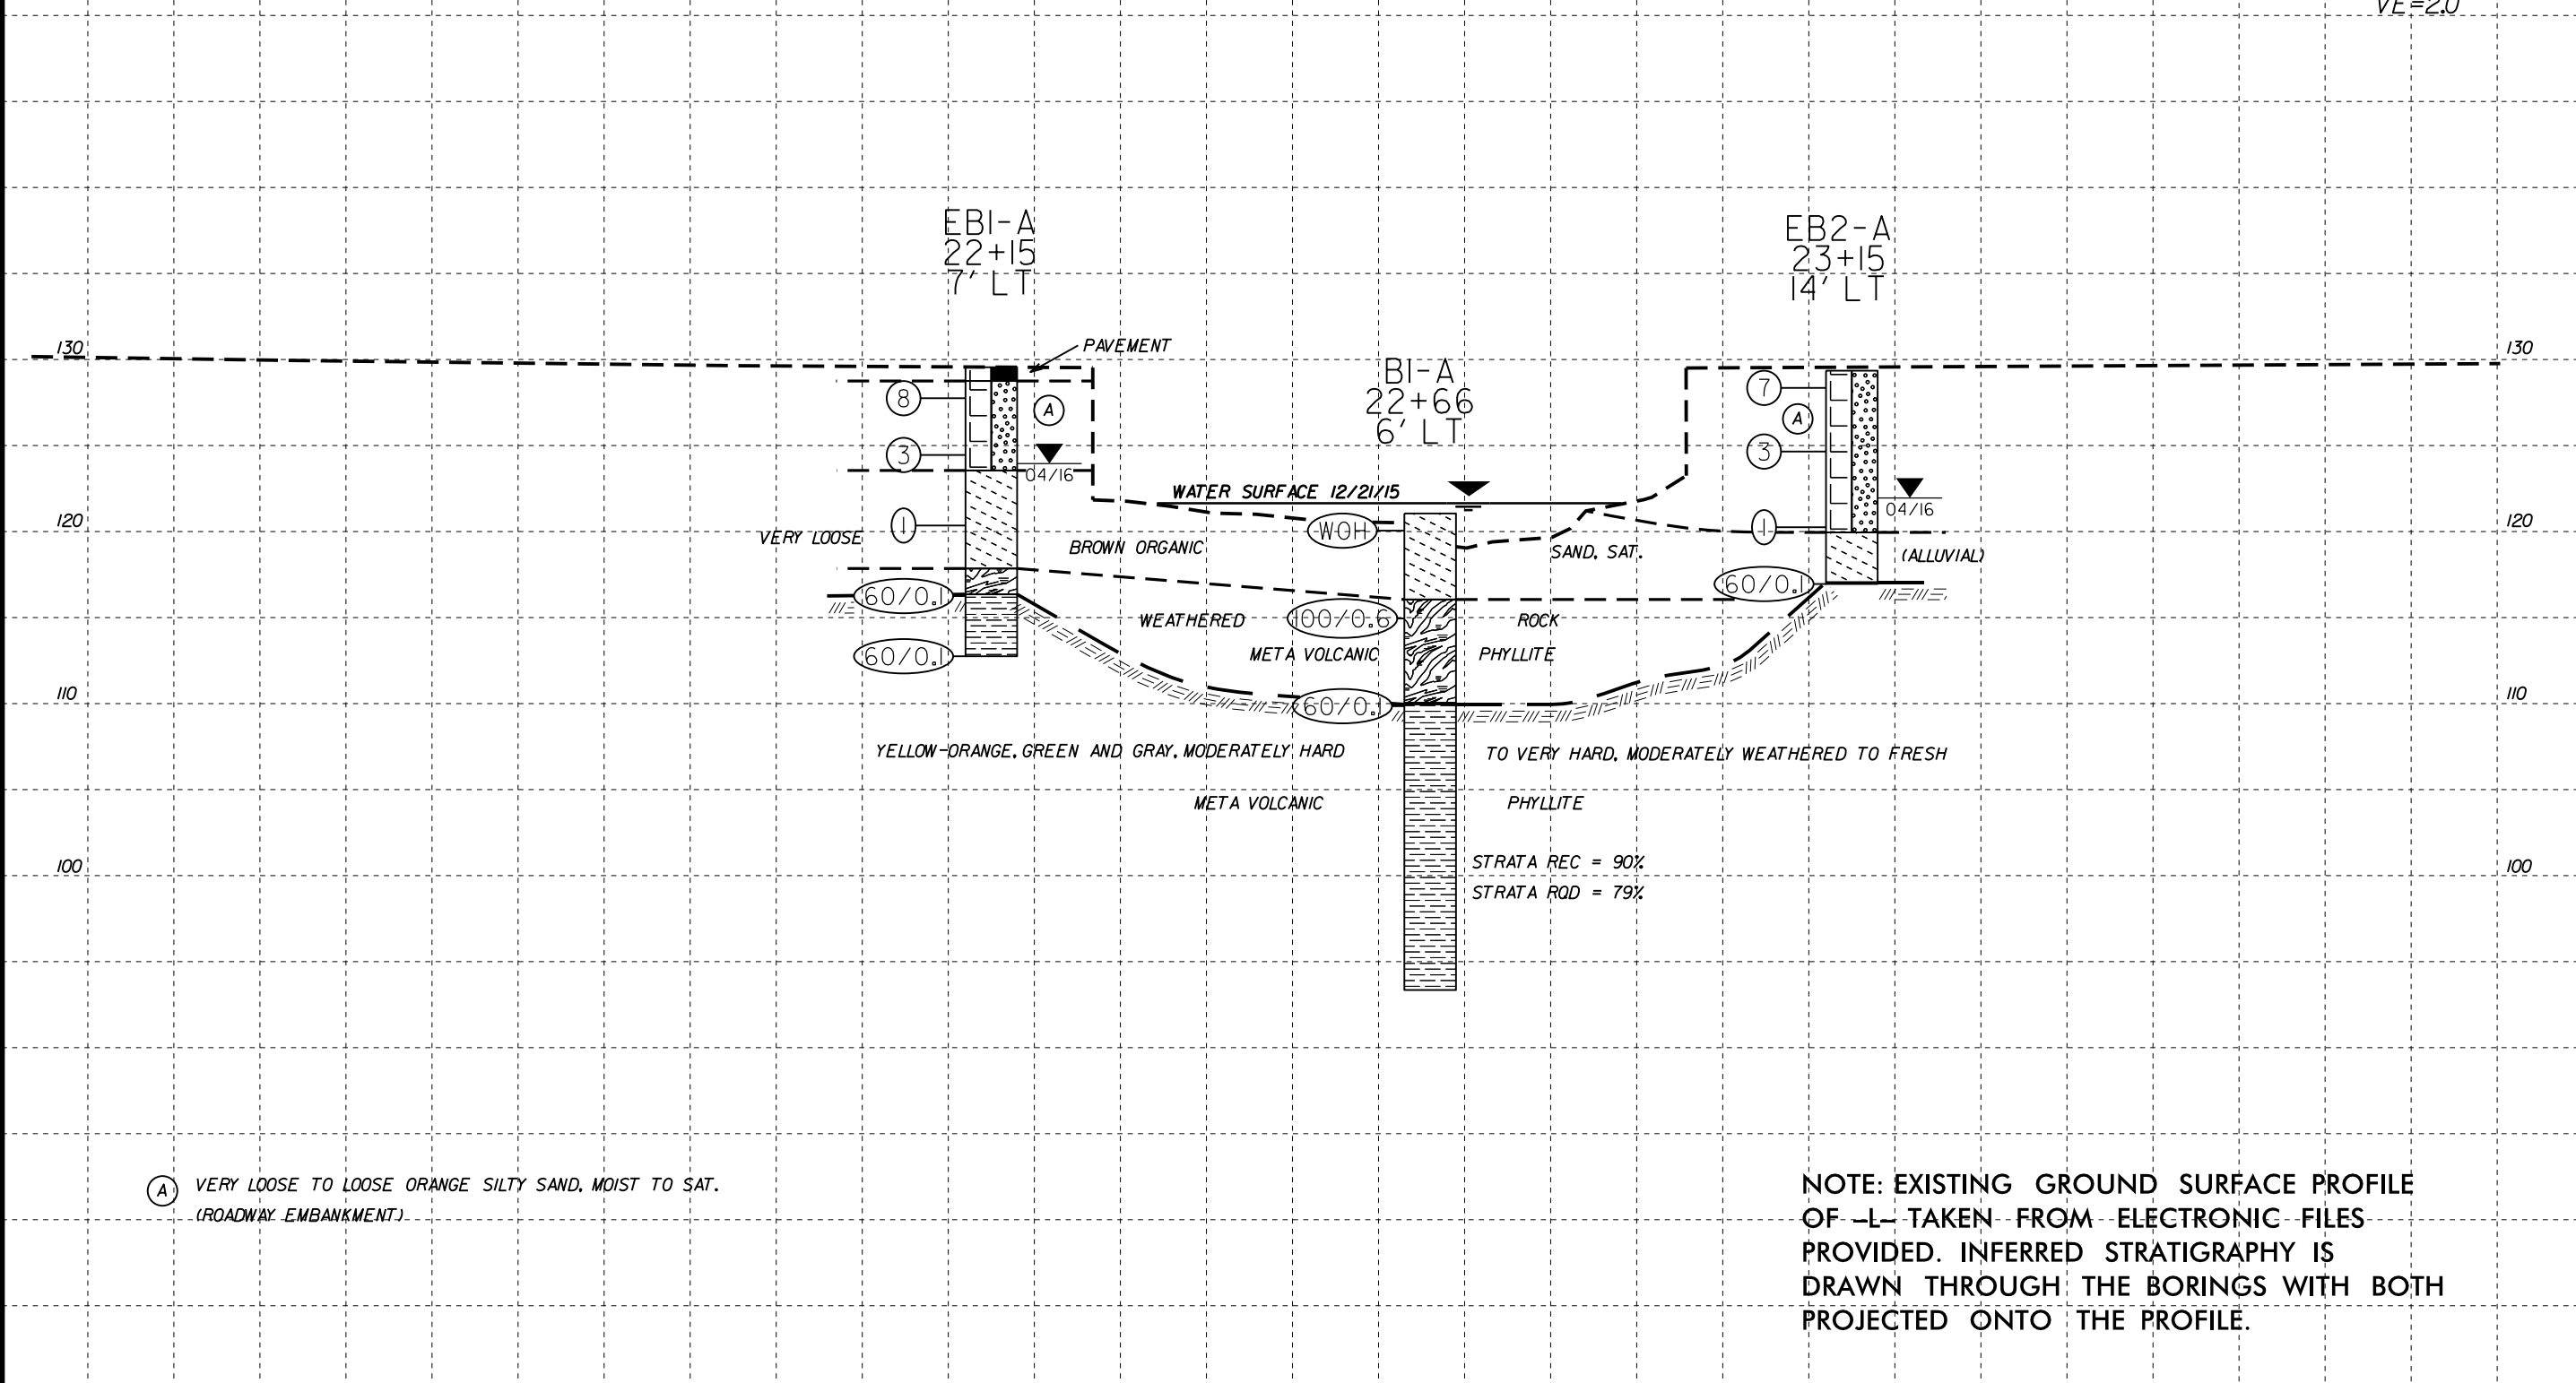 VE=2.0
EB1-A
22+15
7' LT
EB2-A
23+15
14' LT
130
PAVEMENT
130
B1-A
22+66
6' LT
8
A
7
A
3
04/16
3
WATER SURFACE 12/21/15
04/16
120
1
WOH
1
120
VERY LOOSE
BROWN ORGANIC
SAND, SAT.
(ALLUVIAL)
60/0.1
60/0.1
WEATHERED
100/0.6
ROCK
60/0.1
META VOLCANIC
PHYLLITE
110
60/0.1
110
YELLOW-ORANGE, GREEN AND GRAY, MODERATELY HARD
TO VERY HARD, MODERATELY WEATHERED TO FRESH
META VOLCANIC
PHYLLITE
100
STRATA REC = 90%
100
STRATA RQD = 79%
A
VERY LOOSE TO LOOSE ORANGE SILTY SAND, MOIST TO SAT.
(ROADWAY EMBANKMENT)
NOTE: EXISTING GROUND SURFACE PROFILE
OF -L- TAKEN FROM ELECTRONIC FILES
PROVIDED. INFERRED STRATIGRAPHY IS
DRAWN THROUGH THE BORINGS WITH BOTH
PROJECTED ONTO THE PROFILE.